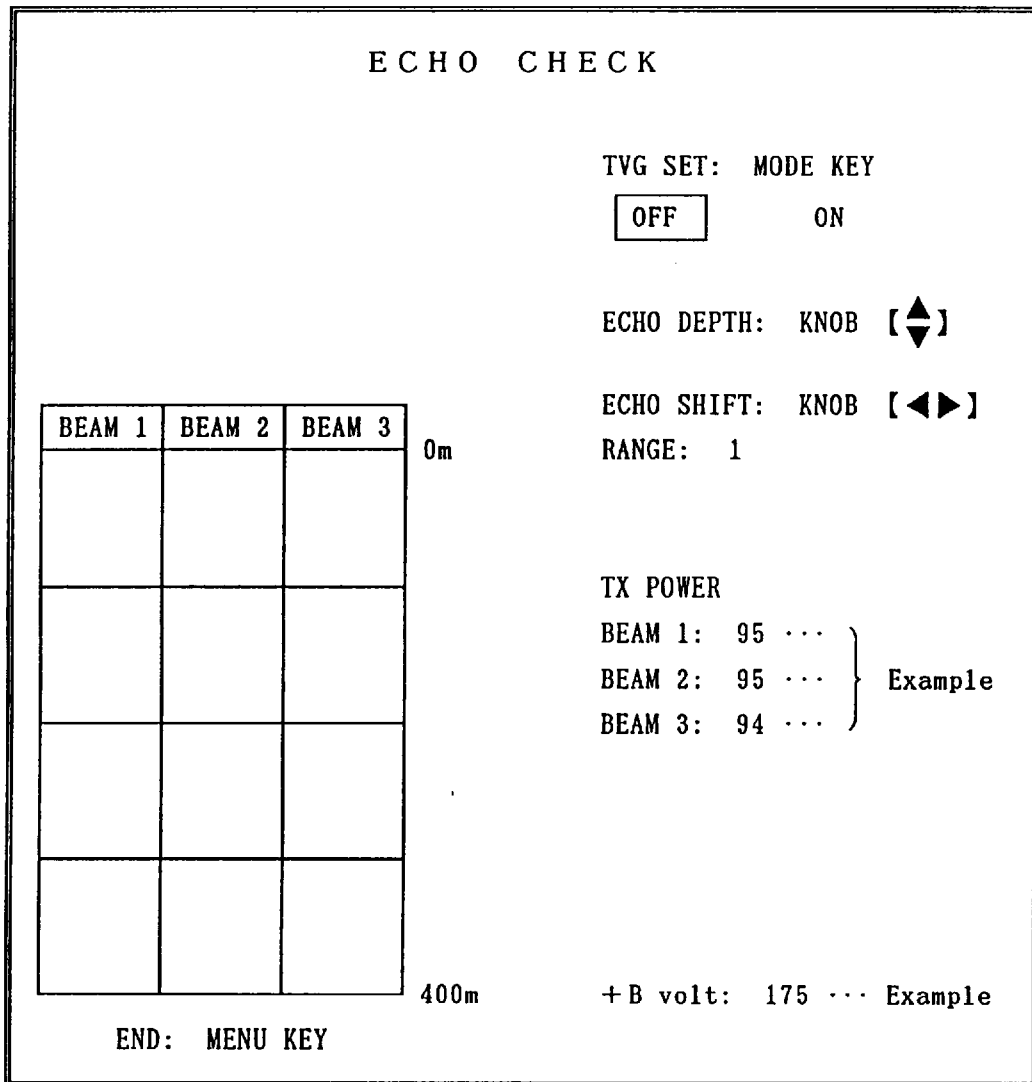 ECHO CHECK
TVG SET: MODE KEY
OFF ON
ECHO DEPTH: KNOB 【▲▼】
ECHO SHIFT: KNOB 【◀▶】
RANGE: 1
BEAM 1 BEAM 2 BEAM 3
0m
TX POWER
BEAM 1: 95 ···
BEAM 2: 95 ···
BEAM 3: 94 ···
Example
400m
+B volt: 175 ··· Example
END: MENU KEY